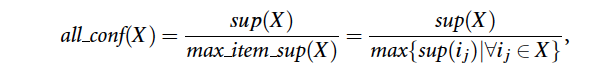 all_conf(X) = sup(X) / max_item_sup(X) = sup(X) / max{sup(i_j)|∀i_j ∈ X},